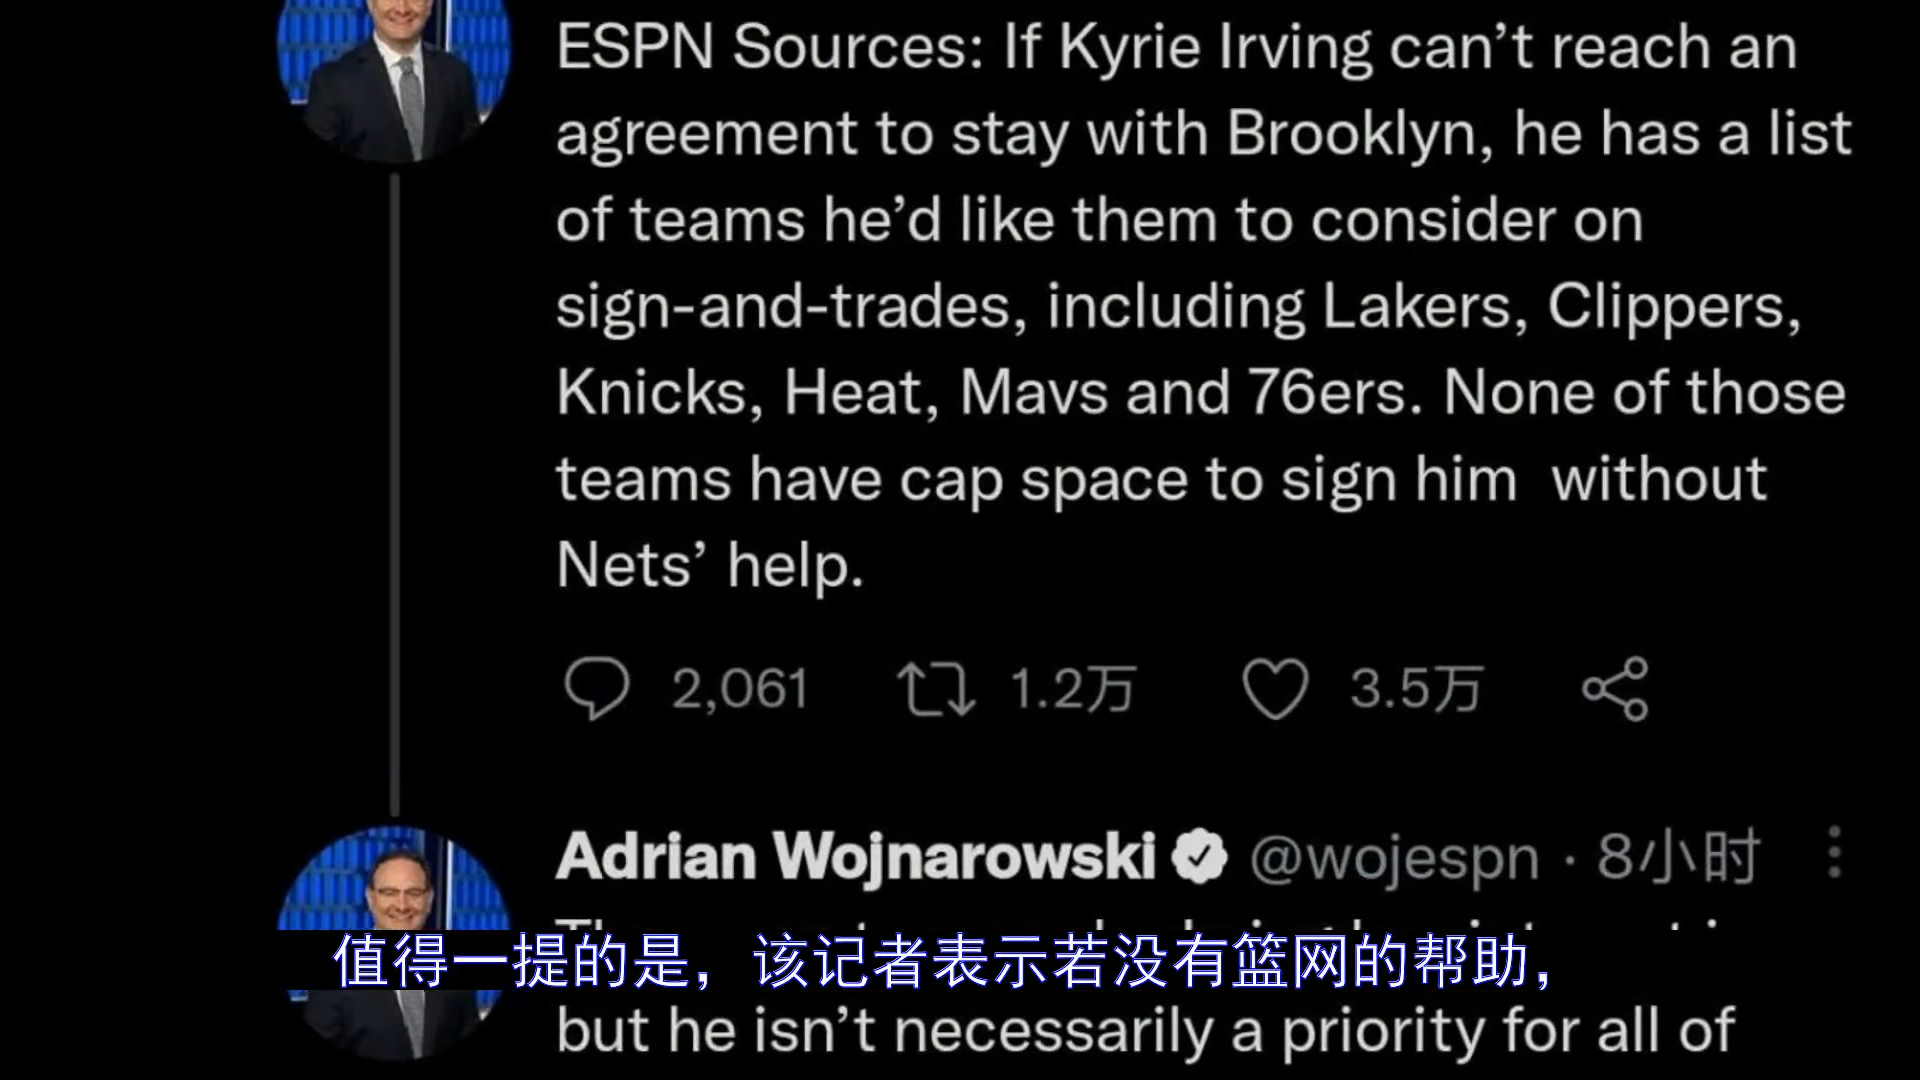 ESPN Sources: If Kyrie Irving can’t reach an
agreement to stay with Brooklyn, he has a list
of teams he’d like them to consider on
sign-and-trades, including Lakers, Clippers,
Knicks, Heat, Mavs and 76ers. None of those
teams have cap space to sign him  without
Nets’ help.
2,061 1.2万 3.5万
Adrian Wojnarowski @wojespn · 8小时
值得一提的是，该记者表示若没有篮网的帮助，
but he isn’t necessarily a priority for all of